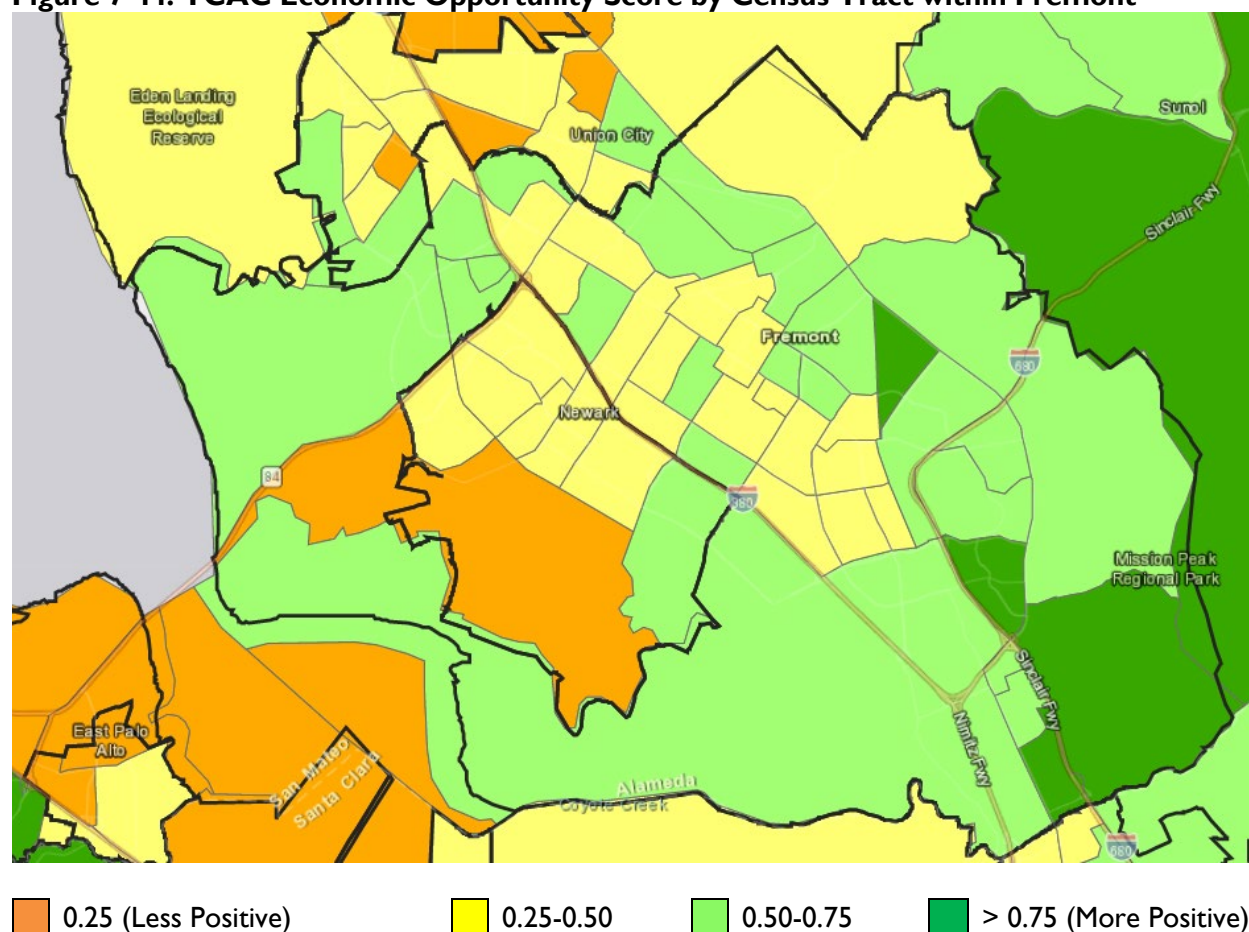 Figure 7-11: TCAC Economic Opportunity Score by Census Tract within Fremont
Eden Landing
Ecological
Reserve
Union City
Sunol
Sinclair Fwy
Fremont
680
Newark
84
880
Mission Peak
Regional Park
East Palo
Alto
San Mateo
Santa Clara
Sinclair Fwy
Nimitz Fwy
Alameda
Coyote Creek
680
0.25 (Less Positive)
0.25-0.50
0.50-0.75
> 0.75 (More Positive)